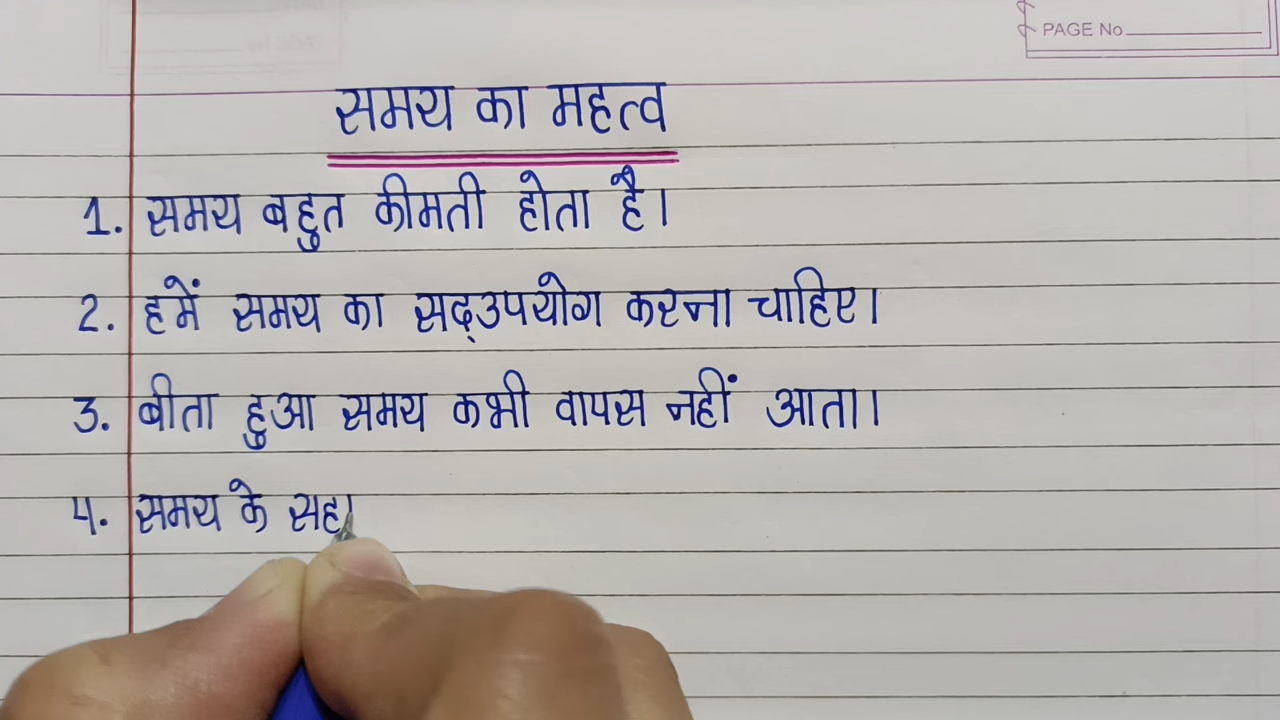 PAGE No
समय का महत्व
1. समय बहुत कीमती होता है।
2. हमें समय का सद्उपयोग करना चाहिए।
3. बीता हुआ समय कभी वापस नहीं आता।
4. समय के सह